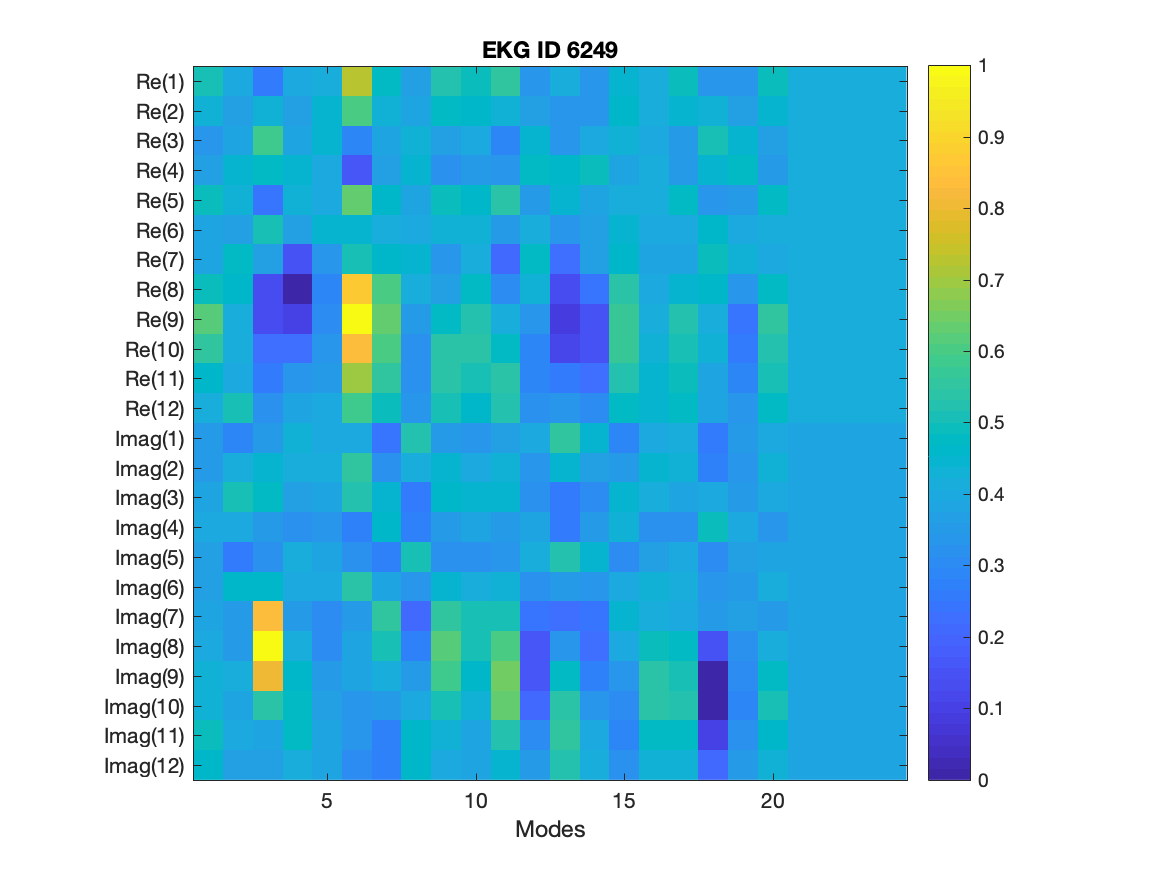 EKG ID 6249
Re(1)
Re(2)
Re(3)
Re(4)
Re(5)
Re(6)
Re(7)
Re(8)
Re(9)
Re(10)
Re(11)
Re(12)
Imag(1)
Imag(2)
Imag(3)
Imag(4)
Imag(5)
Imag(6)
Imag(7)
Imag(8)
Imag(9)
Imag(10)
Imag(11)
Imag(12)
5 10 15 20
Modes
1
0.9
0.8
0.7
0.6
0.5
0.4
0.3
0.2
0.1
0